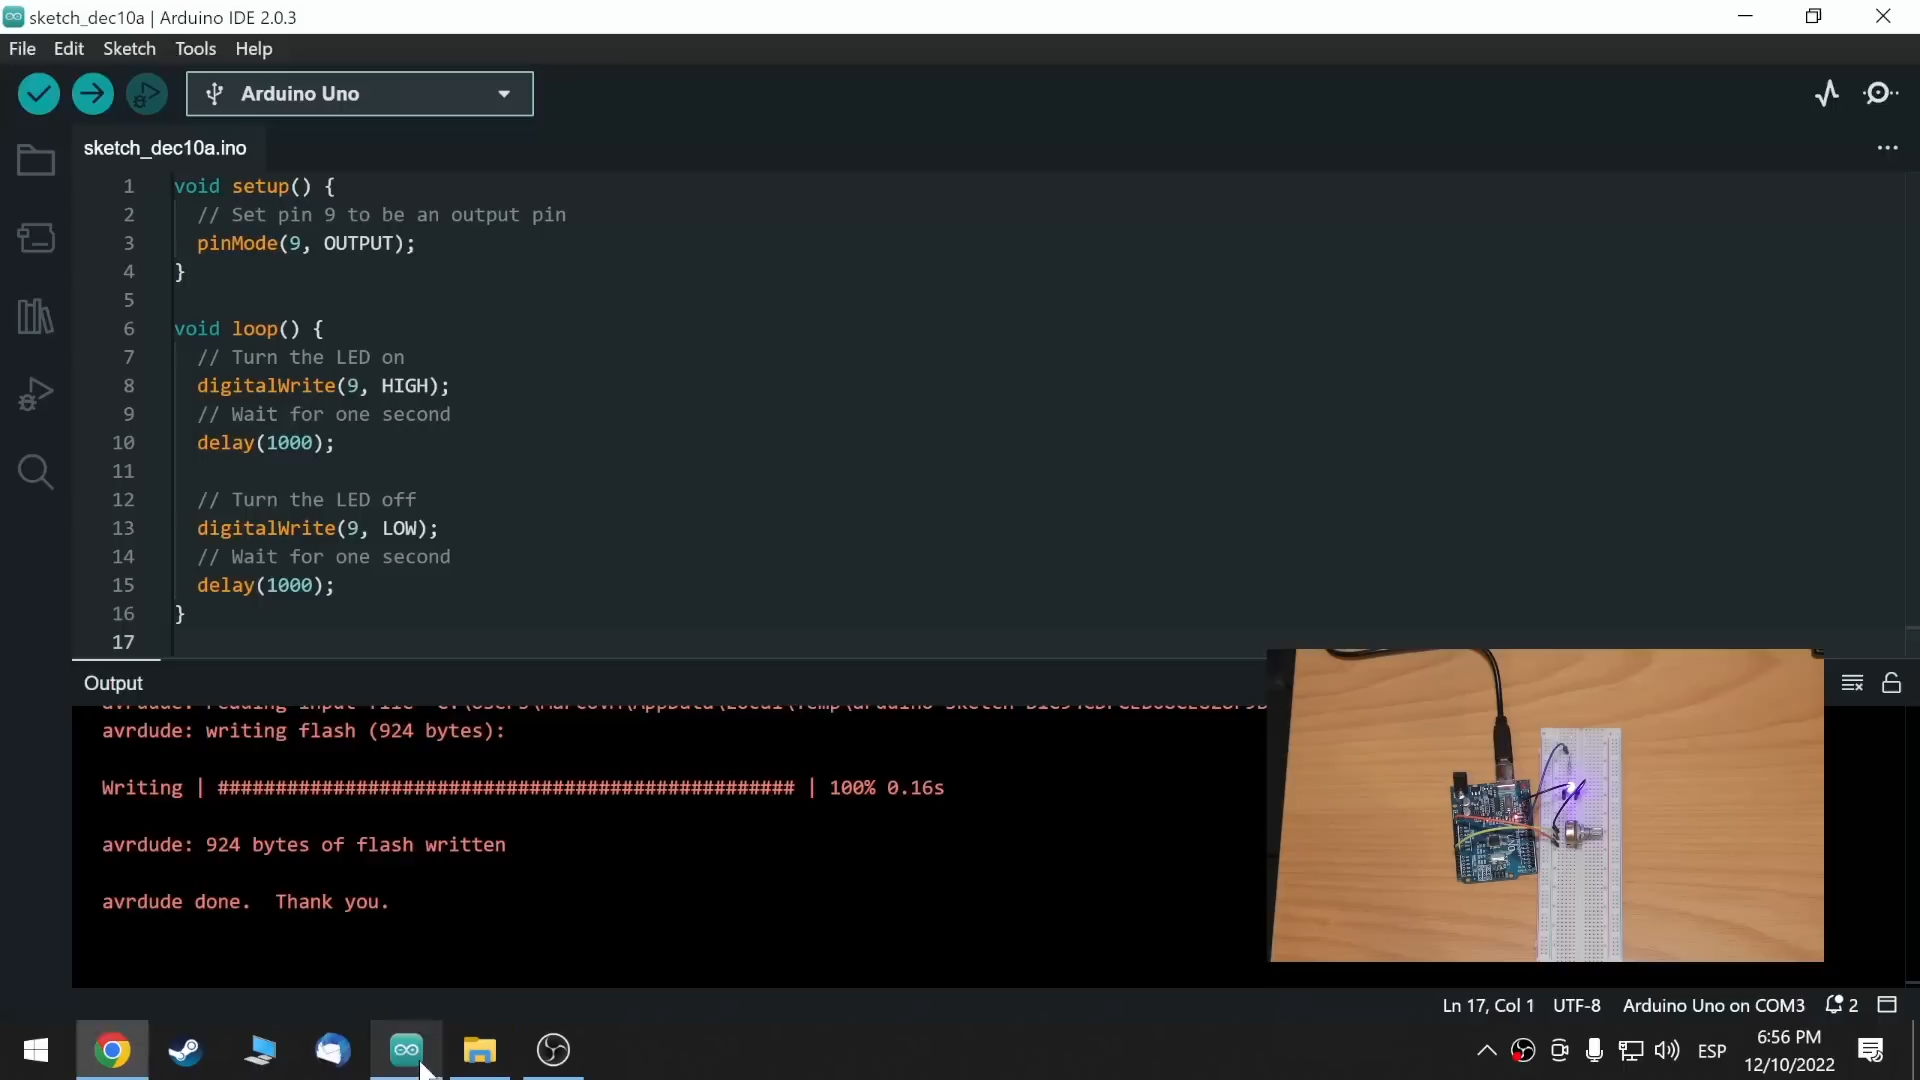 sketch_dec10a | Arduino IDE 2.0.3
File Edit Sketch Tools Help
Arduino Uno
sketch_dec10a.ino
1 void setup() {
2 // Set pin 9 to be an output pin
3 pinMode(9, OUTPUT);
4 }
5
6 void loop() {
7 // Turn the LED on
8 digitalWrite(9, HIGH);
9 // Wait for one second
10 delay(1000);
11
12 // Turn the LED off
13 digitalWrite(9, LOW);
14 // Wait for one second
15 delay(1000);
16 }
17
Output
avrdude: reading input file
avrdude: writing flash (924 bytes):
Writing | ################################################## | 100% 0.16s
avrdude: 924 bytes of flash written
avrdude done. Thank you.
Ln 17, Col 1 UTF-8 Arduino Uno on COM3 2
ESP 6:56 PM
12/10/2022